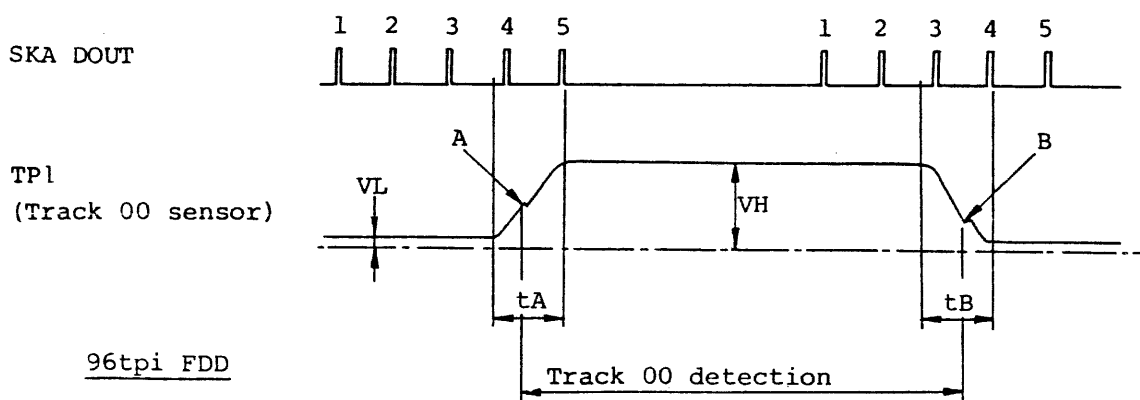 1 2 3 4 5 1 2 3 4 5
SKA DOUT
A B
TP1
VL
(Track 00 sensor)
VH
tA tB
96tpi FDD
Track 00 detection